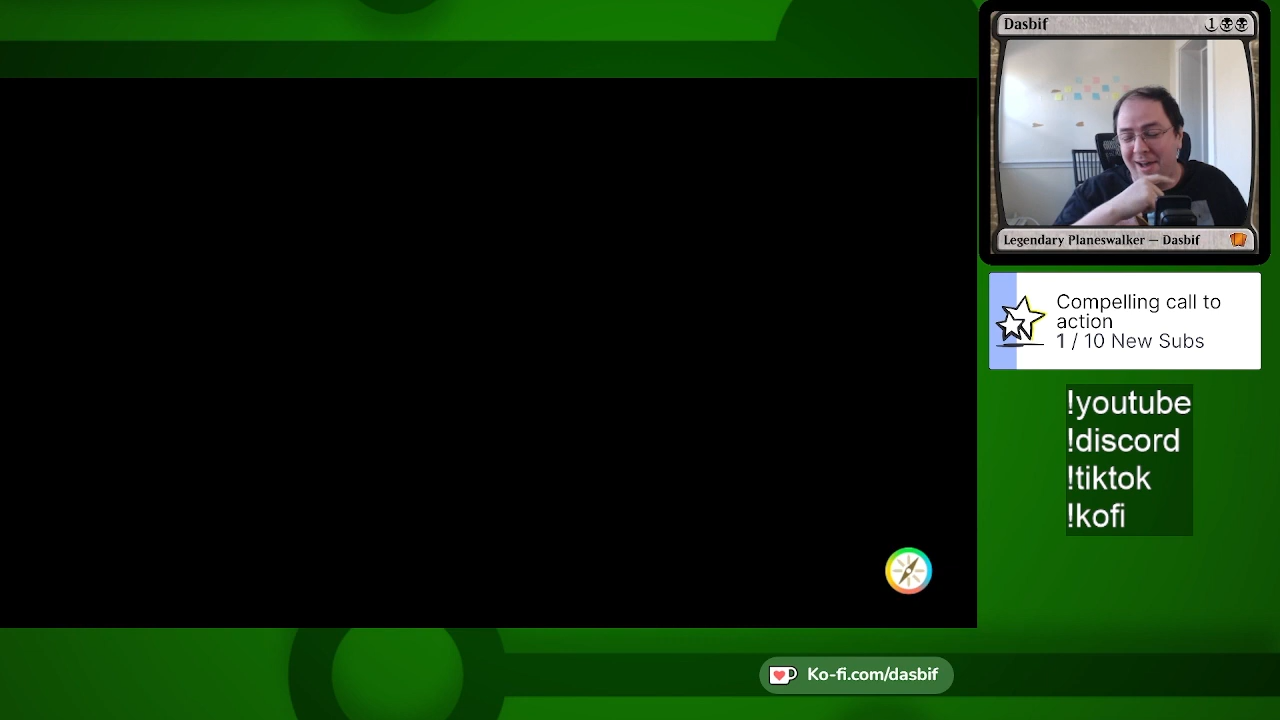 Dasbif
1
Legendary Planeswalker — Dasbif
Compelling call to
action
1 / 10 New Subs
!youtube
!discord
!tiktok
!kofi
Ko-fi.com/dasbif